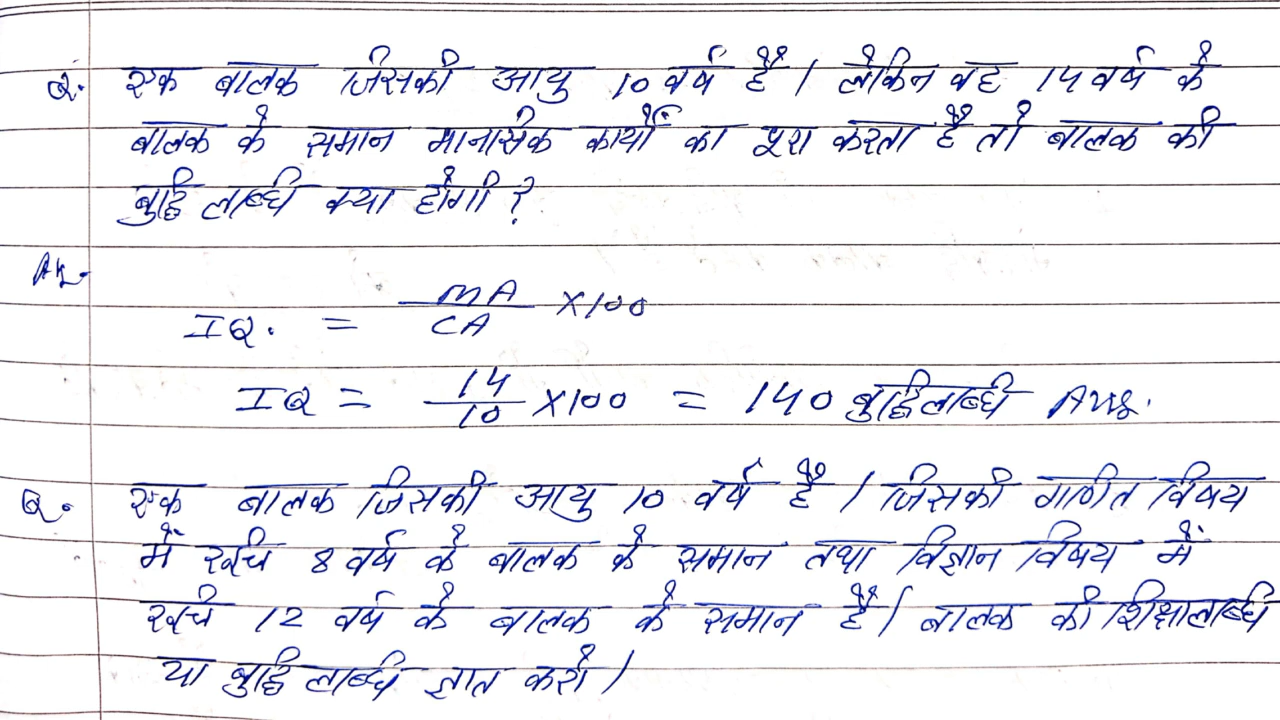 Q. एक बालक जिसकी आयु 10 वर्ष है। लेकिन वह 14 वर्ष के
बालक के समान मानसिक कार्यों का पूरा करता है तो बालक की
बुद्धि लब्धि क्या होगी?
Ans.
IQ. = MA/CA ×100
IQ = 14/10 ×100 = 140 बुद्धिलब्धि Ans.
Q. एक बालक जिसकी आयु 10 वर्ष है। जिसकी गणित विषय
में रूचि 8 वर्ष के बालक के समान तथा विज्ञान विषय में
रूचि 12 वर्ष के बालक के समान है। बालक की शिक्षालब्धि
या बुद्धि लब्धि ज्ञात करो।